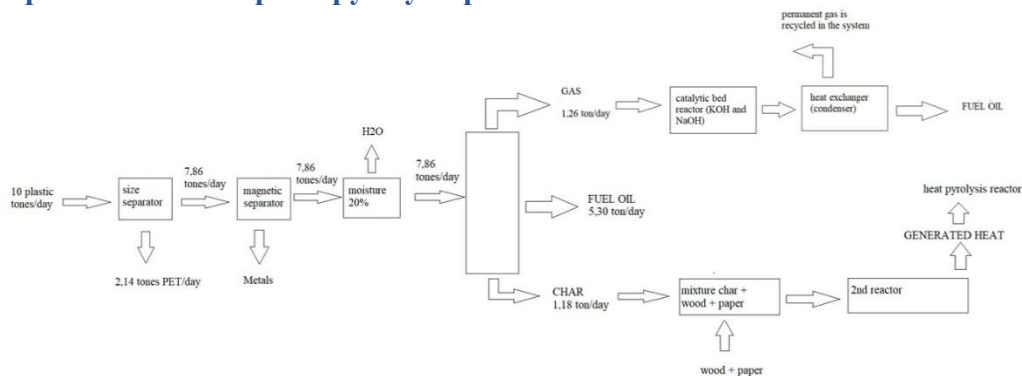 permanent gas is
recycled in the system
GAS
1,26 ton/day
catalytic bed
reactor (KOH and
NaOH)
heat exchanger
(condenser)
FUEL OIL
H2O
10 plastic
tones/day
size
separator
7,86
tones/day
magnetic
separator
7,86
tones/day
moisture
20%
7,86
tones/day
FUEL OIL
5,30 ton/day
heat pyrolysis reactor
GENERATED HEAT
2,14 tones PET/day
Metals
CHAR
1,18 ton/day
mixture char +
wood + paper
2nd reactor
wood + paper